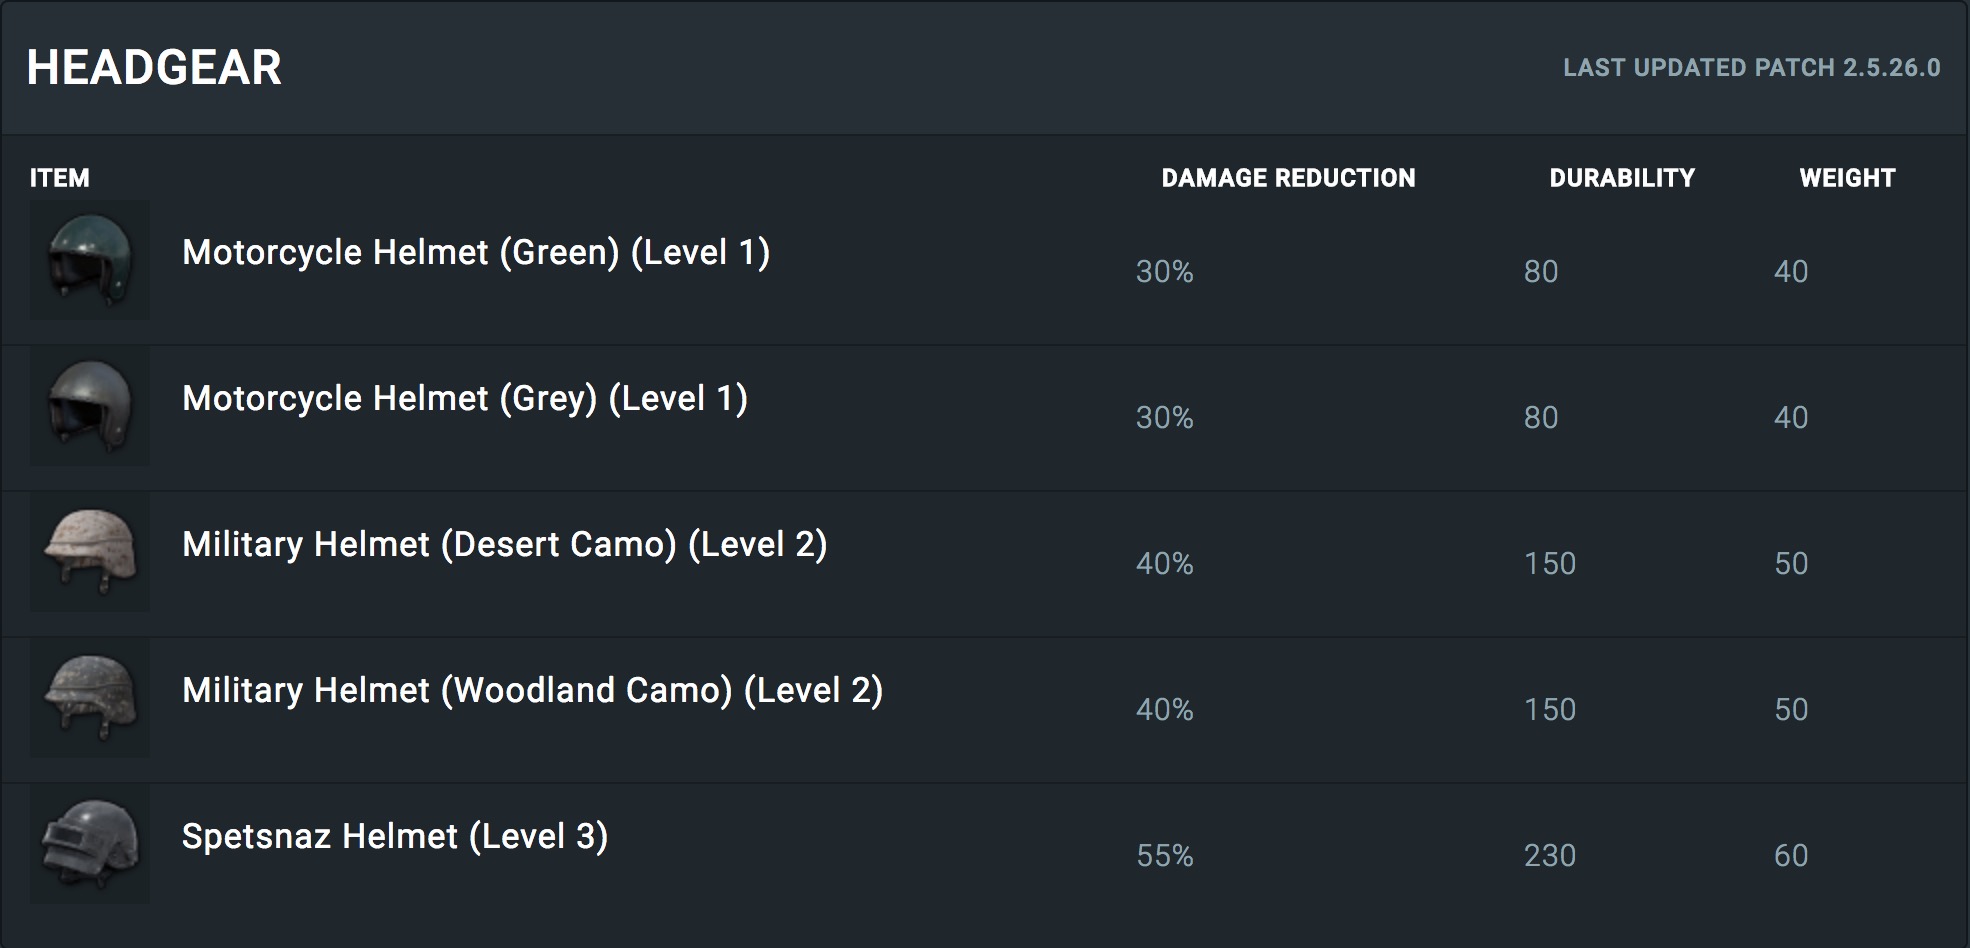 HEADGEAR
LAST UPDATED PATCH 2.5.26.0
ITEM DAMAGE REDUCTION DURABILITY WEIGHT
Motorcycle Helmet (Green) (Level 1) 30% 80 40
Motorcycle Helmet (Grey) (Level 1) 30% 80 40
Military Helmet (Desert Camo) (Level 2) 40% 150 50
Military Helmet (Woodland Camo) (Level 2) 40% 150 50
Spetsnaz Helmet (Level 3) 55% 230 60